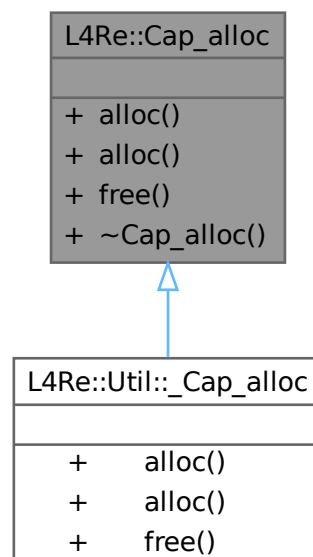 L4Re::Cap_alloc
+ alloc()
+ alloc()
+ free()
+ ~Cap_alloc()
L4Re::Util::_Cap_alloc
+ alloc()
+ alloc()
+ free()